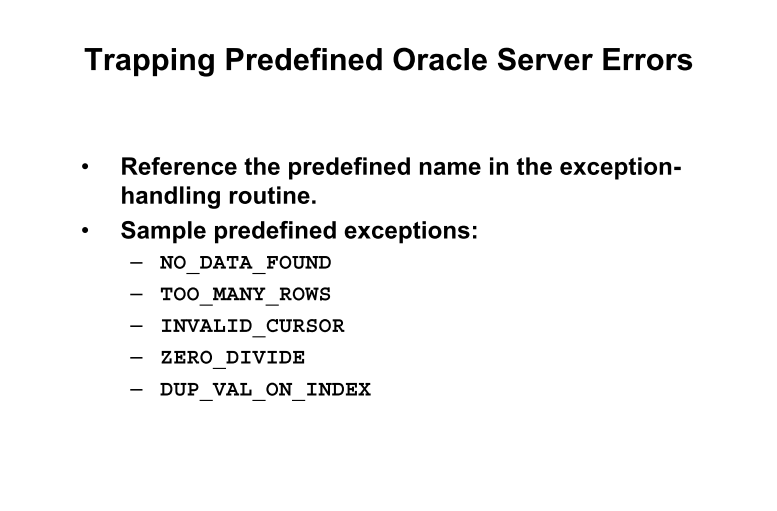 Trapping Predefined Oracle Server Errors
• Reference the predefined name in the exception-
handling routine.
• Sample predefined exceptions:
– NO_DATA_FOUND
– TOO_MANY_ROWS
– INVALID_CURSOR
– ZERO_DIVIDE
– DUP_VAL_ON_INDEX